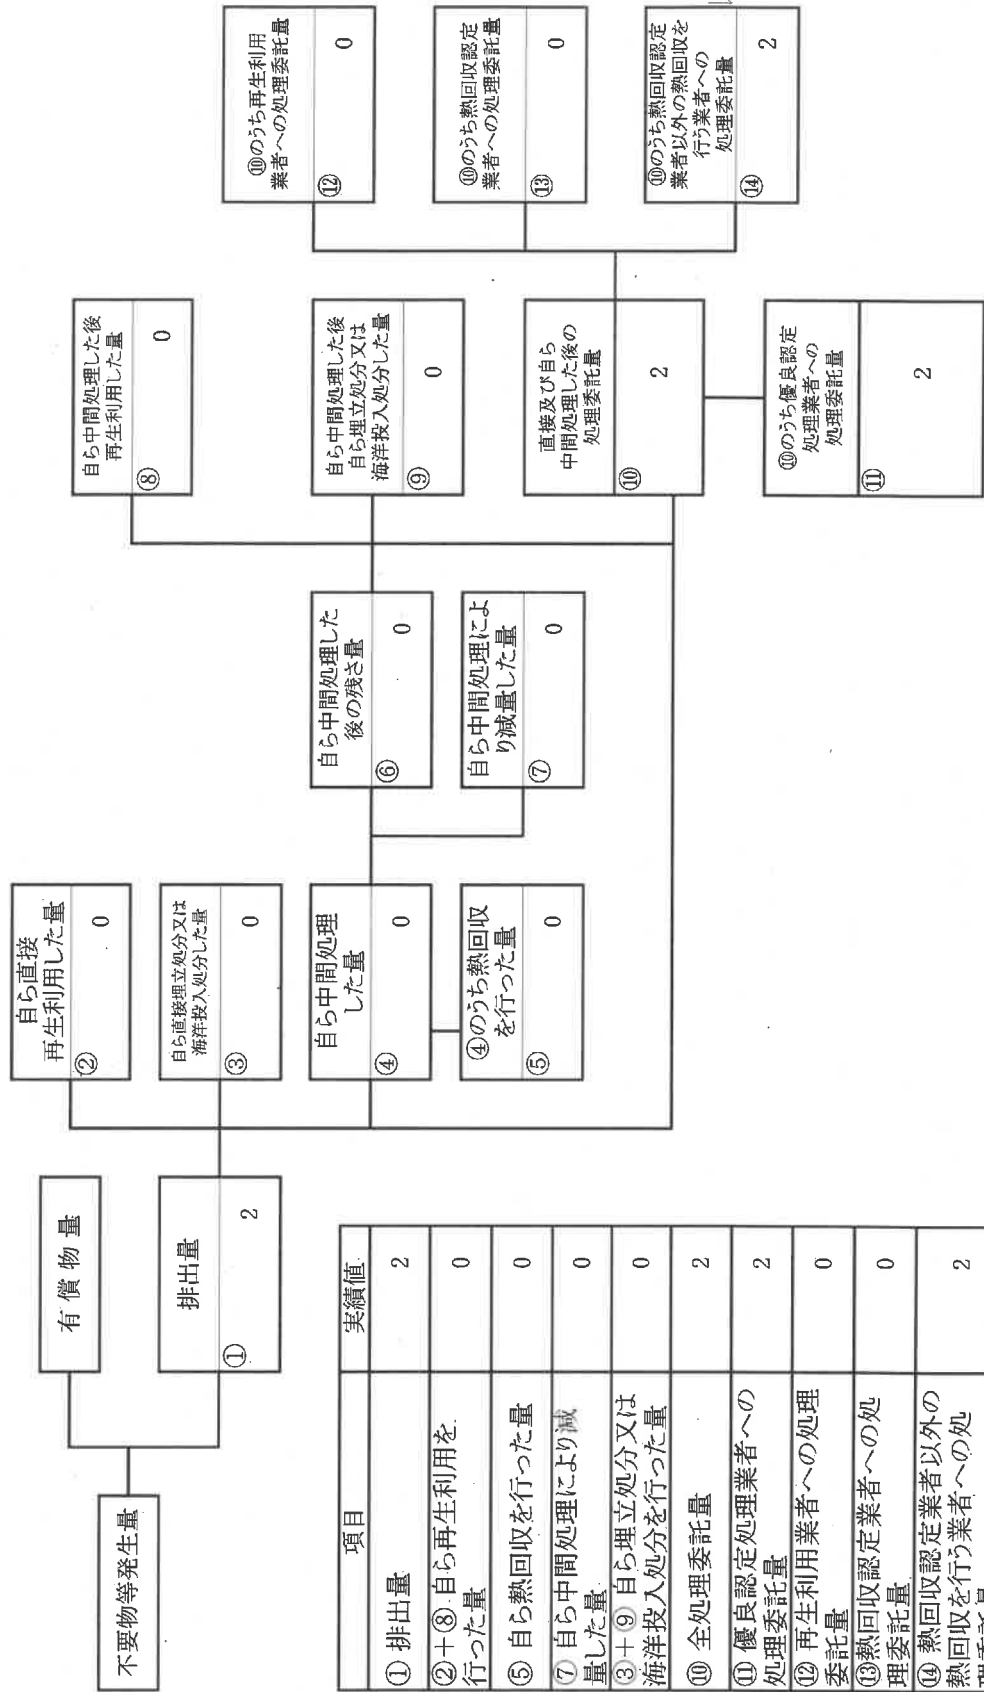 不要物等発生量
有償物量
排出量
①
2
自ら直接
再生利用した量
②
0
自ら直接埋立処分又は
海洋投入処分した量
③
0
自ら中間処理
した量
④
0
④のうち熱回収
を行った量
⑤
0
自ら中間処理した
後の残さ量
⑥
0
自ら中間処理によ
り減量した量
⑦
0
自ら中間処理した後
再生利用した量
⑧
0
自ら中間処理した後
自ら埋立処分又は
海洋投入処分した量
⑨
0
直接及び自ら
中間処理した後の
処理委託量
⑩
2
⑩のうち優良認定
処理業者への
処理委託量
⑪
2
⑩のうち再生利用
業者への処理委託量
⑫
0
⑩のうち熱回収認定
業者への処理委託量
⑬
0
⑩のうち熱回収認定
業者以外の熱回収を
行う業者への
処理委託量
⑭
2
項目 実績値
①排出量 2
②+⑧自ら再生利用を
行った量 0
⑤自ら熱回収を行った量 0
⑦自ら中間処理により減
量した量 0
③+⑨自ら埋立処分又は
海洋投入処分を行った量 0
⑩全処理委託量 2
⑪優良認定処理業者への
処理委託量 2
⑫再生利用業者への処理
委託量 0
⑬熱回収認定業者への処
理委託量 0
⑭熱回収認定業者以外の
熱回収を行う業者への処 2
理委託量